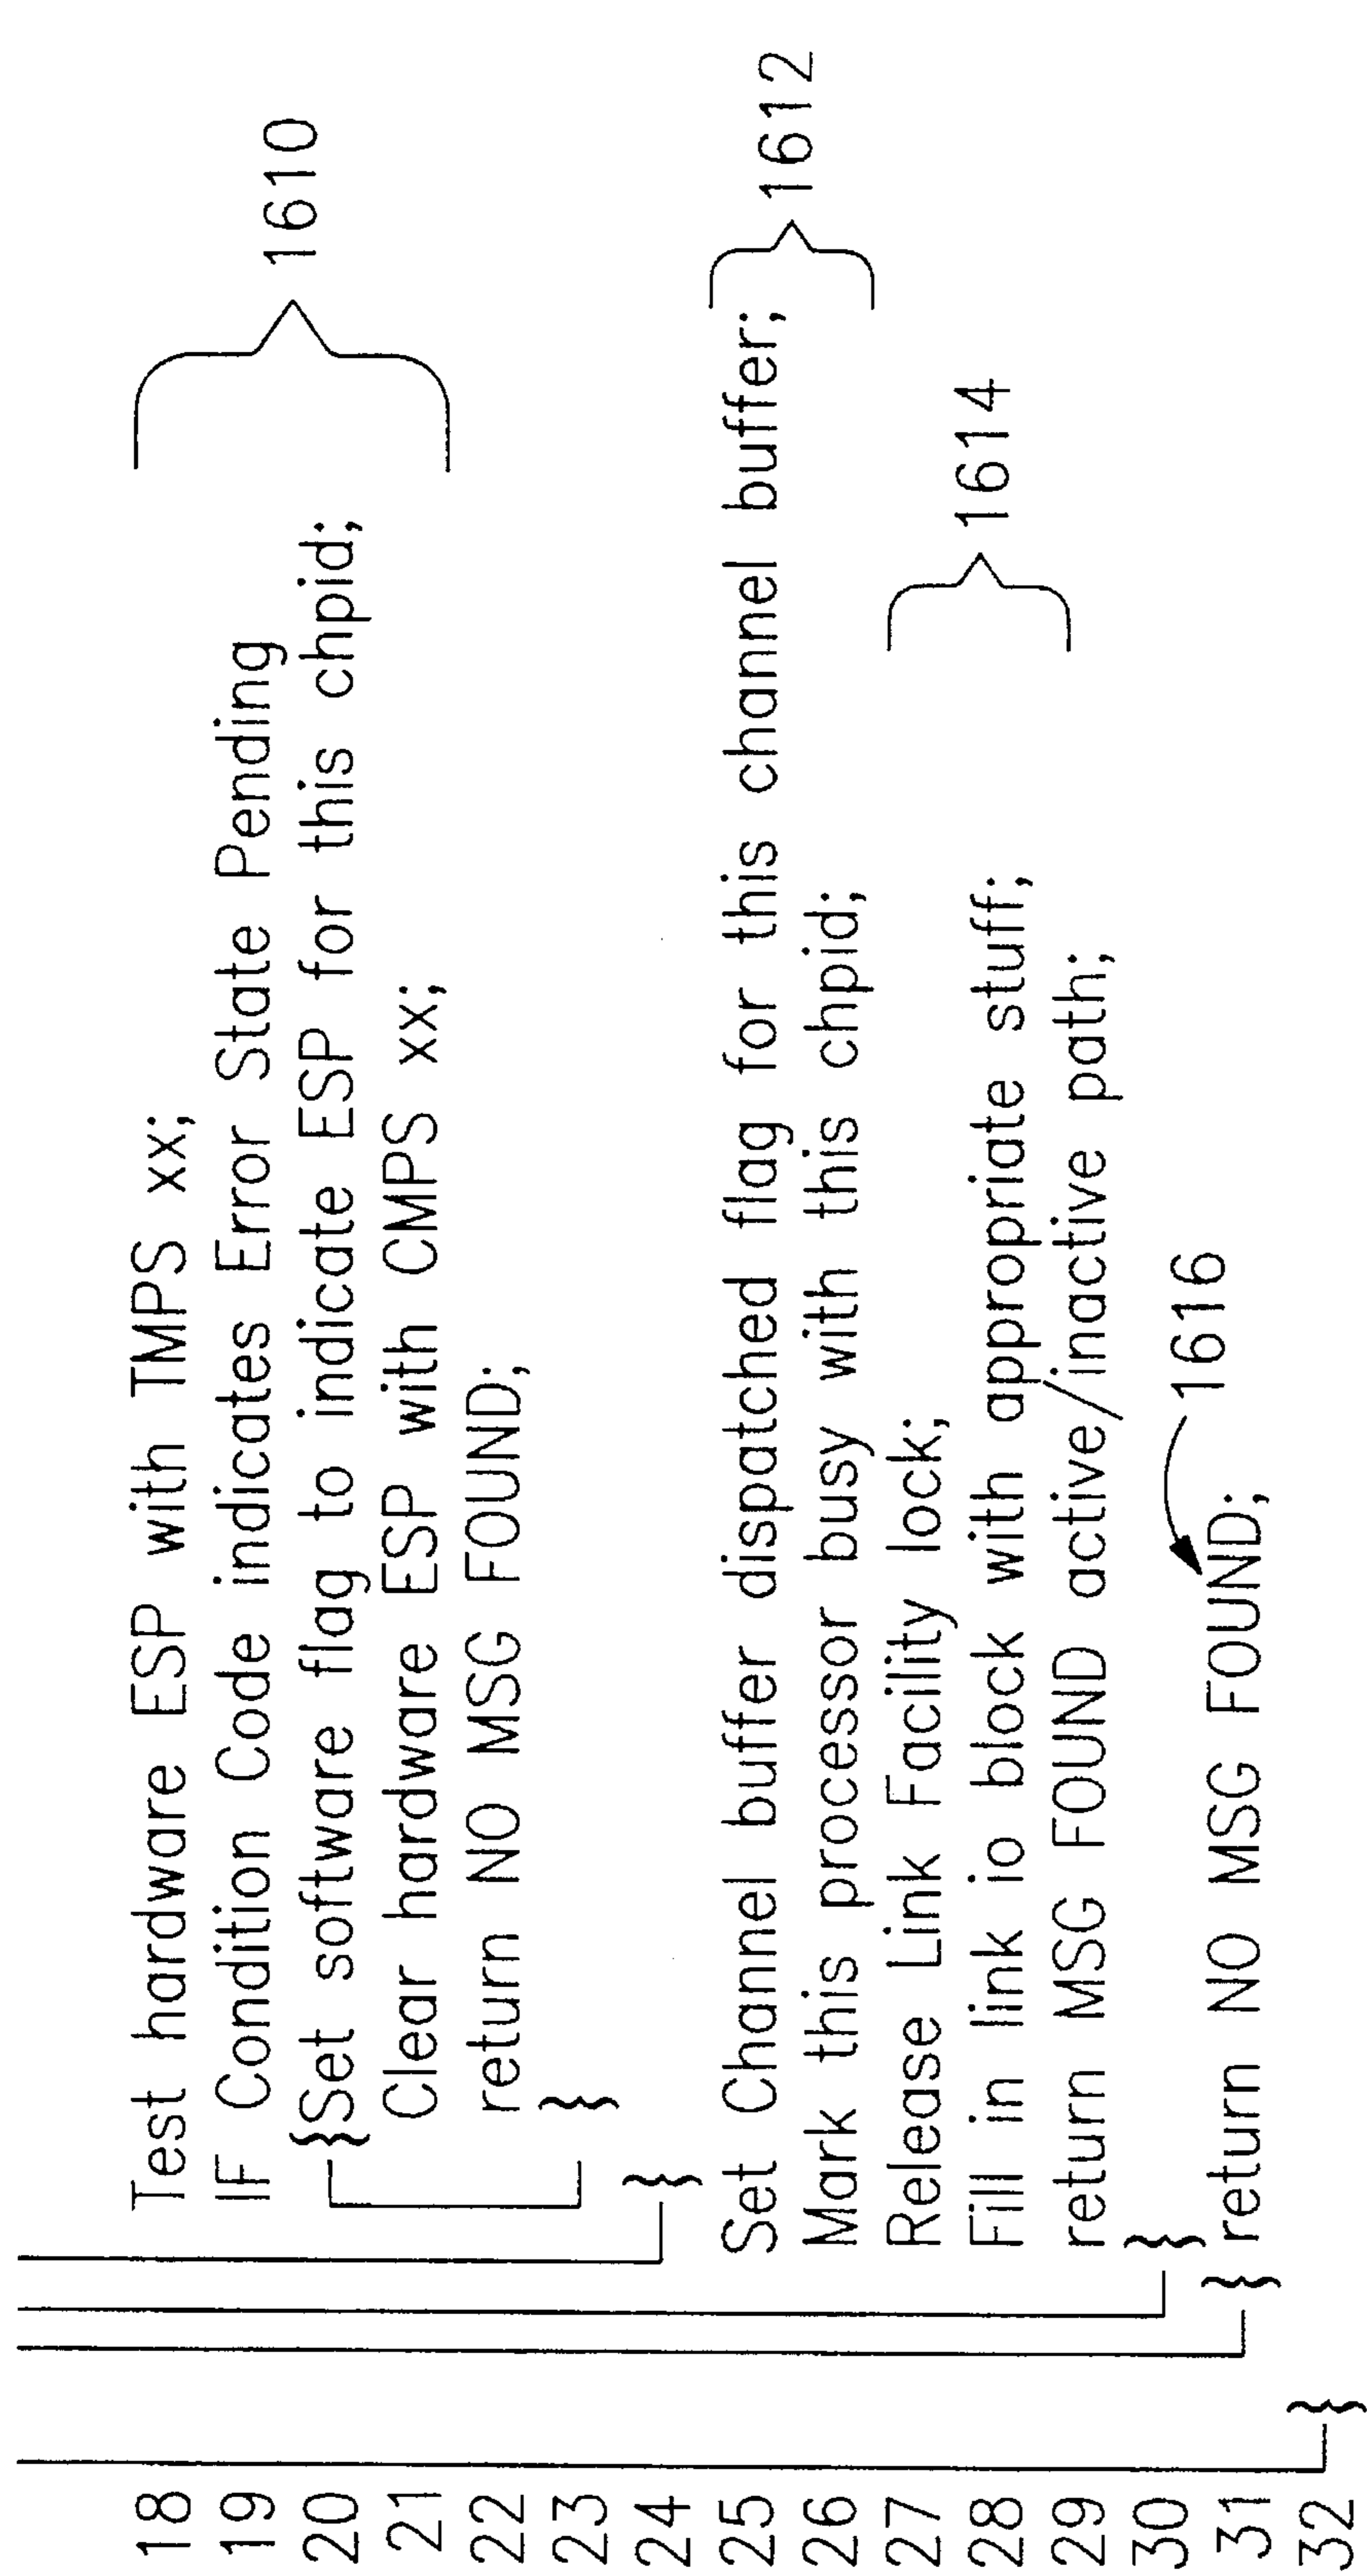 18 Test hardware ESP with TMPS xx;
19 IF Condition Code indicates Error State Pending
20 {Set software flag to indicate ESP for this chpid;
21 Clear hardware ESP with CMPS xx;
22 return NO MSG FOUND;
23 }
1610
24 }
25 Set Channel buffer dispatched flag for this channel buffer;
26 Mark this processor busy with this chpid;
1612
27 Release Link Facility lock;
28 Fill in link io block with appropriate stuff;
29 return MSG FOUND active/inactive path;
1614
30 }
31 } return NO MSG FOUND;
1616
32 }